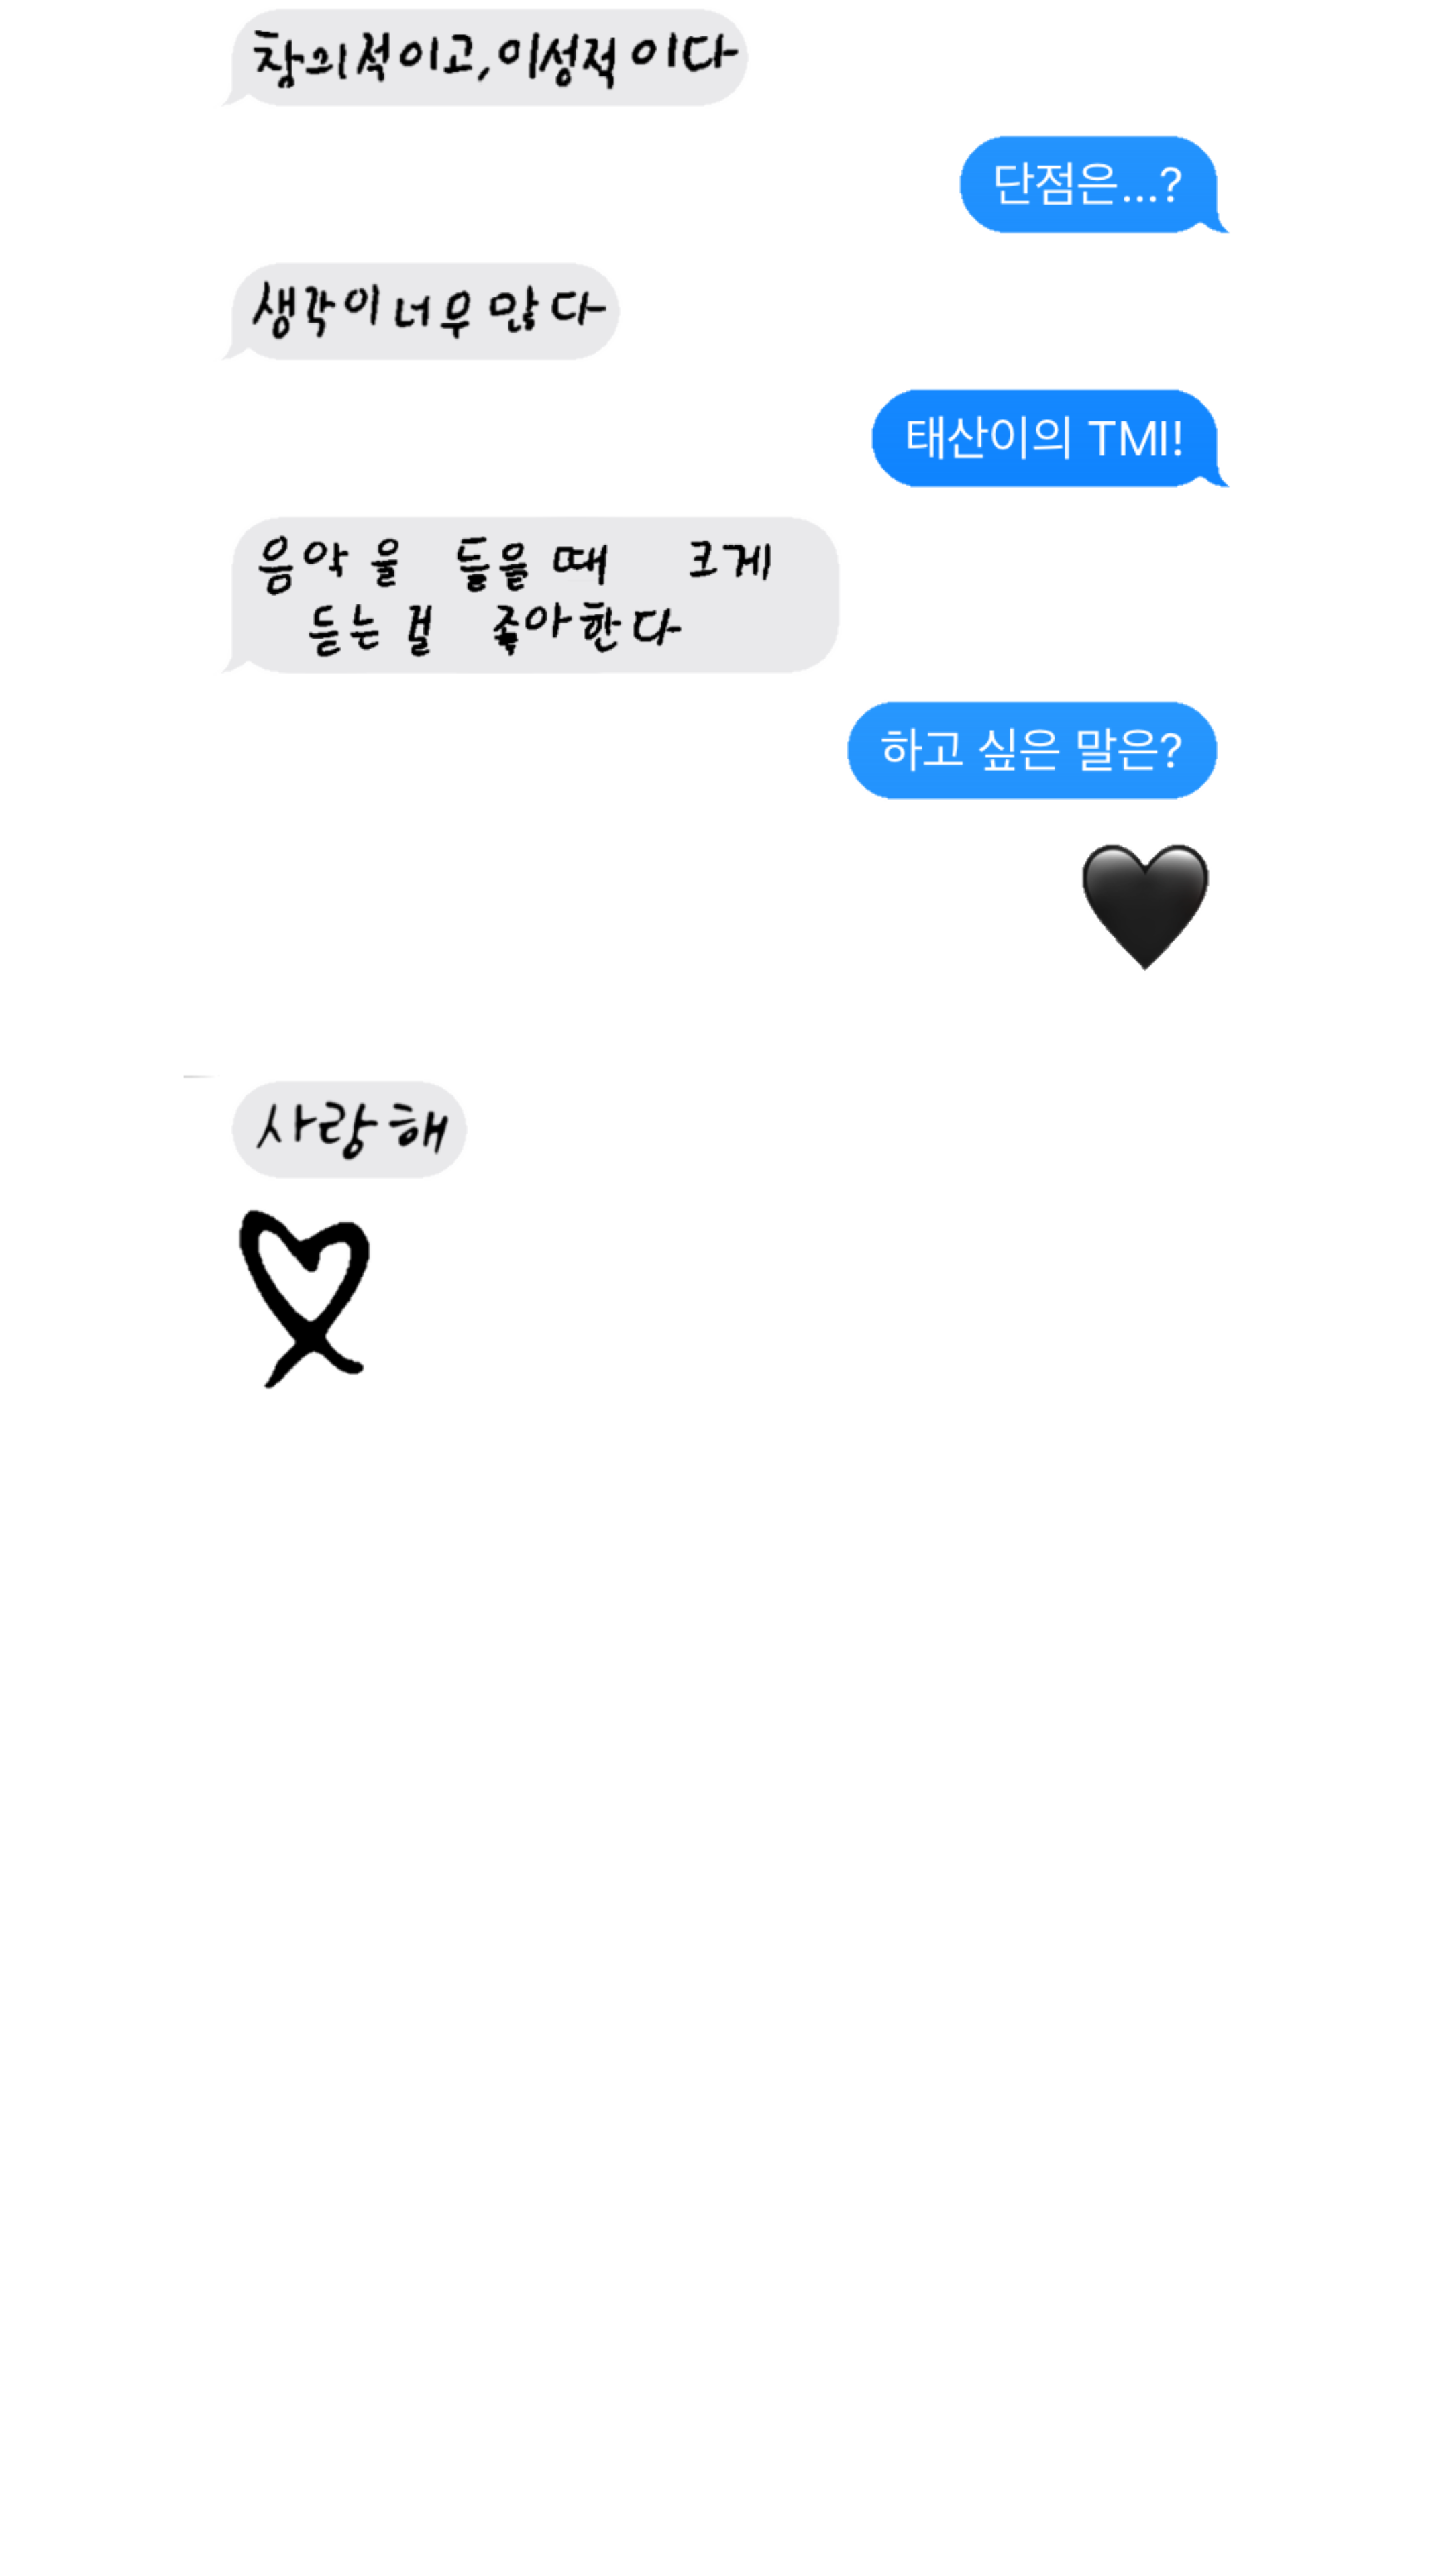 창의적이고, 이성적이다
단점은...?
생각이 너무 많다
태산이의 TMI!
음악을 들을 때 크게
듣는 걸 좋아한다
하고 싶은 말은?
🖤
사랑해